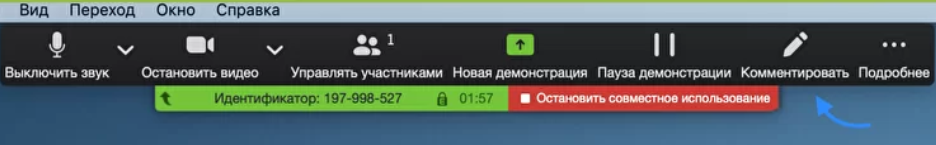 Вид Переход Окно Справка
1
Выключить звук Остановить видео Управлять участниками Новая демонстрация Пауза демонстрации Комментировать Подробнее
Идентификатор: 197-998-527 01:57 Остановить совместное использование